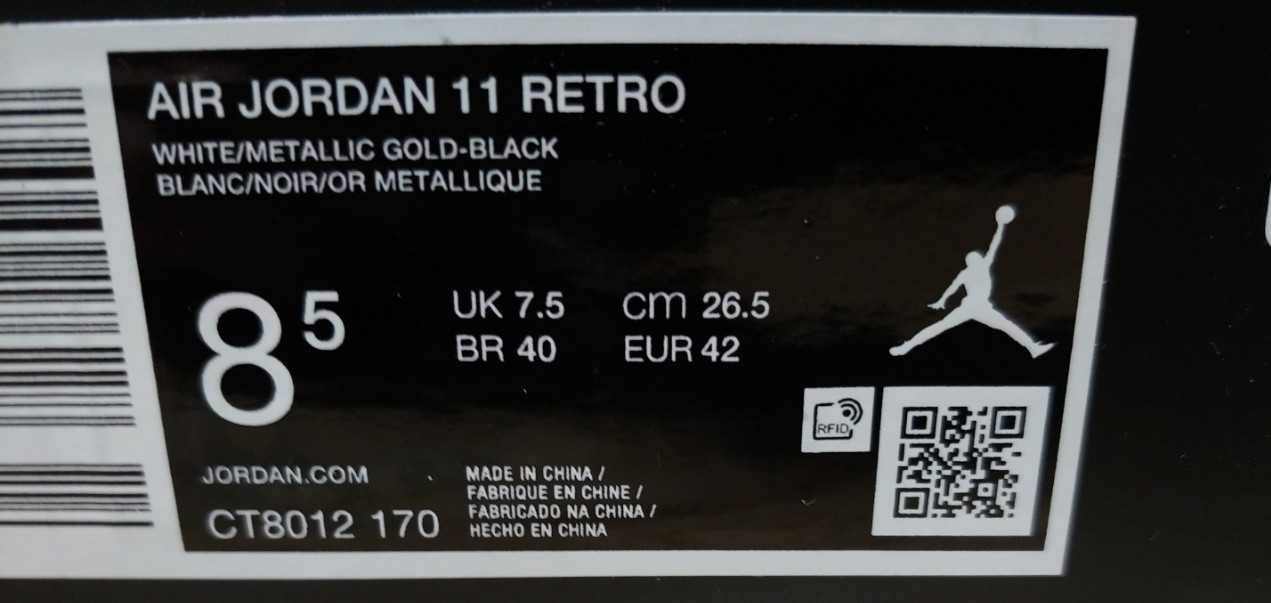 AIR JORDAN 11 RETRO
WHITE/METALLIC GOLD-BLACK
BLANC/NOIR/OR METALLIQUE
8 5
UK 7.5 cm 26.5
BR 40 EUR 42
RFID
JORDAN.COM
CT8012 170
MADE IN CHINA /
FABRIQUE EN CHINE /
FABRICADO NA CHINA /
HECHO EN CHINA